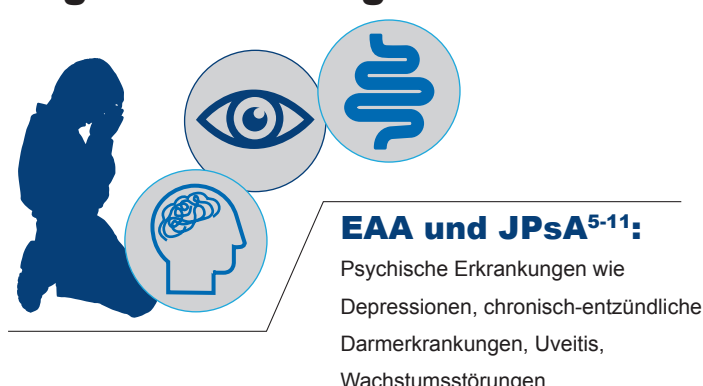 EAA und JPsA5-11:
Psychische Erkrankungen wie
Depressionen, chronisch-entzündliche
Darmerkrankungen, Uveitis,
Wachstumsstörungen